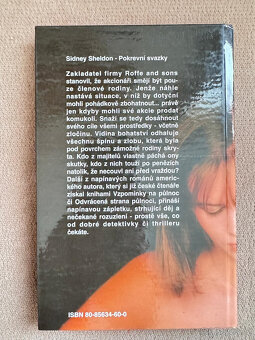 Sidney Sheldon - Pokrevní svazky
Zakladatel firmy Roffe and sons
stanovil, že akcionáři smějí být pou-
ze členové rodiny. Jenže náhle
nastává situace, v níž by dotyční
mohli pohádkově zbohatnout... právě
jen kdyby mohli své akcie prodat
komukoli. Snaží se tedy dosáhnout
svého cíle všemi prostředky - včetně
zločinu. Vidina bohatství odhaluje
všechnu špínu a zlobu, která byla
pod povrchem zámožné rodiny skry-
ta. Kdo z majitelů vlastně páchá ony
skutky, kdo z nich touží po penězích
natolik, že necouvl ani před vraždou?
Další z napínavých románů americ-
kého autora, který si již české čtenáře
získal knihami Vzpomínky na půlnoc
či Odvrácená strana půlnoci, přináší
napínavou zápletku, strhující děj a
nečekané rozuzlení - prostě vše, co
od dobré detektivky či thrilleru
čekáte.
ISBN 80-85634-60-0